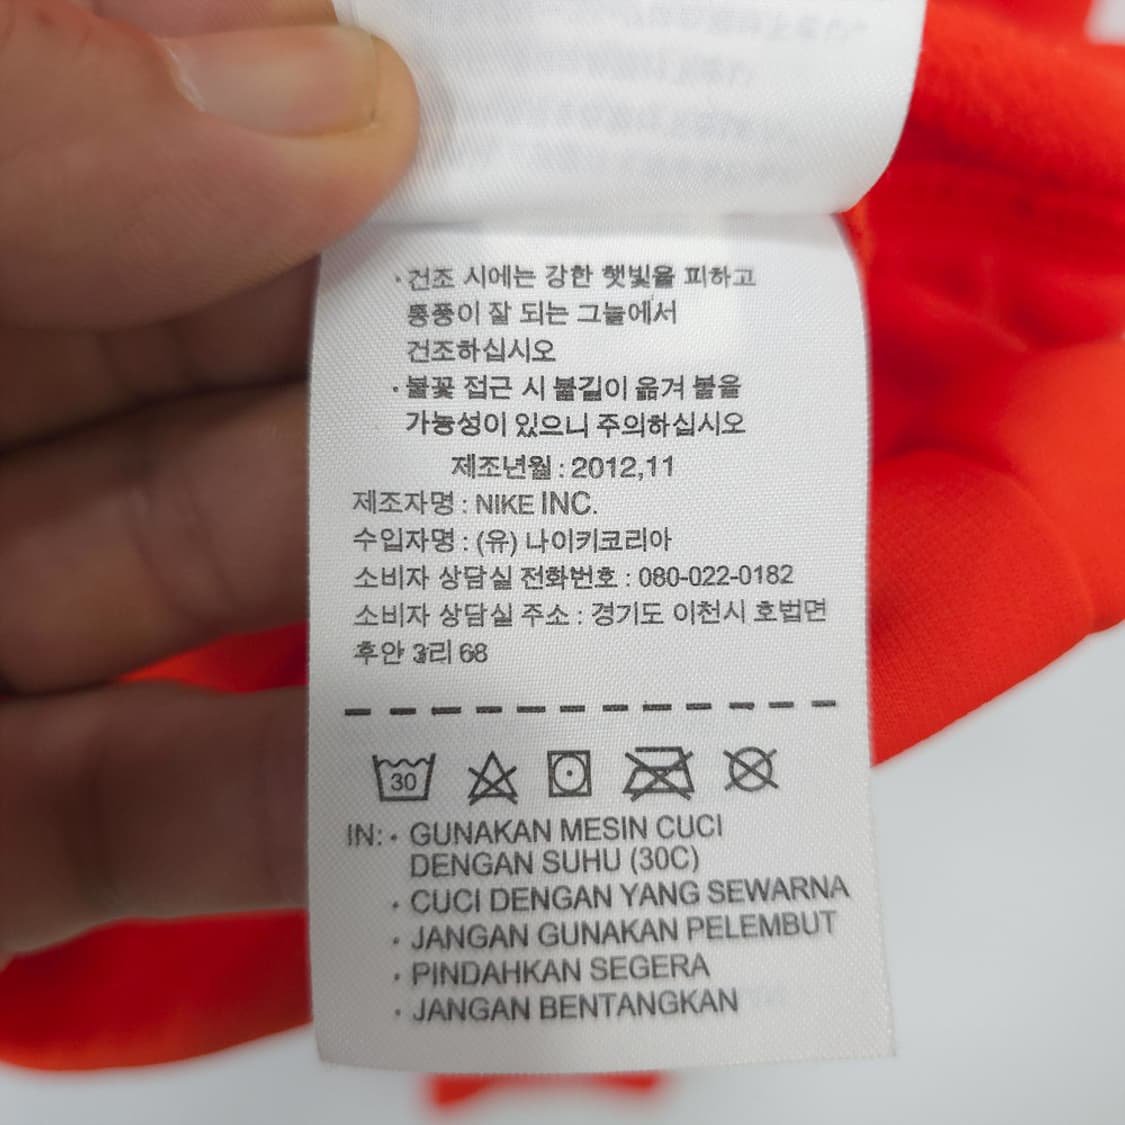 · 건조 시에는 강한 햇빛을 피하고
통풍이 잘 되는 그늘에서
건조하십시오
· 불꽃 접근 시 불길이 옮겨 붙을
가능성이 있으니 주의하십시오
제조년월 : 2012,11
제조자명 : NIKE INC.
수입자명 : (유) 나이키코리아
소비자 상담실 전화번호 : 080-022-0182
소비자 상담실 주소 : 경기도 이천시 호법면
후안 3리 68
30
IN: · GUNAKAN MESIN CUCI
DENGAN SUHU (30C)
· CUCI DENGAN YANG SEWARNA
· JANGAN GUNAKAN PELEMBUT
· PINDAHKAN SEGERA
· JANGAN BENTANGKAN